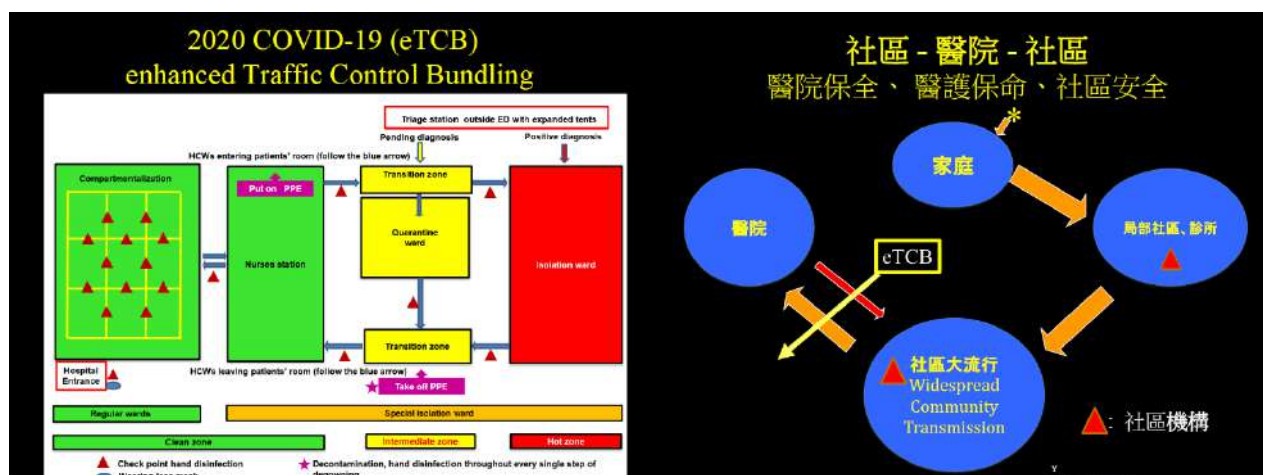 2020 COVID-19 (eTCB)
enhanced Traffic Control Bundling
Triage station outside ED with expanded tents
Pending diagnosis
Positive diagnosis
HCWs entering patients' room (follow the blue arrow)
Compartmentalization
Put on PPE
Transition zone
Quarantine
ward
Nurses station
Isolation ward
Transition zone
Hospital
Entrance
HCWs leaving patients' room (follow the blue arrow)
Take off PPE
Regular wards
Special isolation ward
Clean zone
Intermediate zone
Hot zone
Check point hand disinfection
Decontamination, hand disinfection throughout every single step of
社區 - 醫院 - 社區
醫院保全、醫護保命、社區安全
*
家庭
醫院
局部社區、診所
eTCB
社區大流行
Widespread
Community
Transmission
: 社區機構
Y